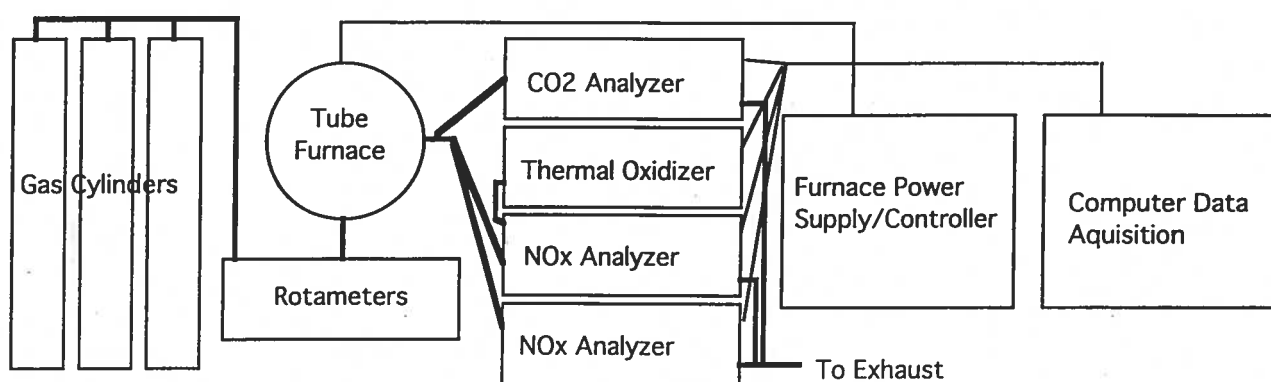 Gas Cylinders
Tube
Furnace
Rotameters
CO2 Analyzer
Thermal Oxidizer
NOx Analyzer
NOx Analyzer
To Exhaust
Furnace Power
Supply/Controller
Computer Data
Aquisition